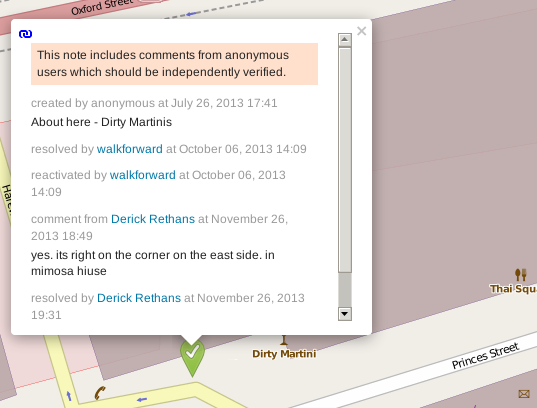 Oxford Street
This note includes comments from anonymous
users which should be independently verified.
created by anonymous at July 26, 2013 17:41
About here - Dirty Martinis
resolved by walkforward at October 06, 2013 14:09
reactivated by walkforward at October 06, 2013
14:09
comment from Derick Rethans at November 26,
2013 18:49
yes. its right on the corner on the east side. in
mimosa hiuse
resolved by Derick Rethans at November 26, 2013
19:31
Thai Squ
Dirty Martini
Princes Street